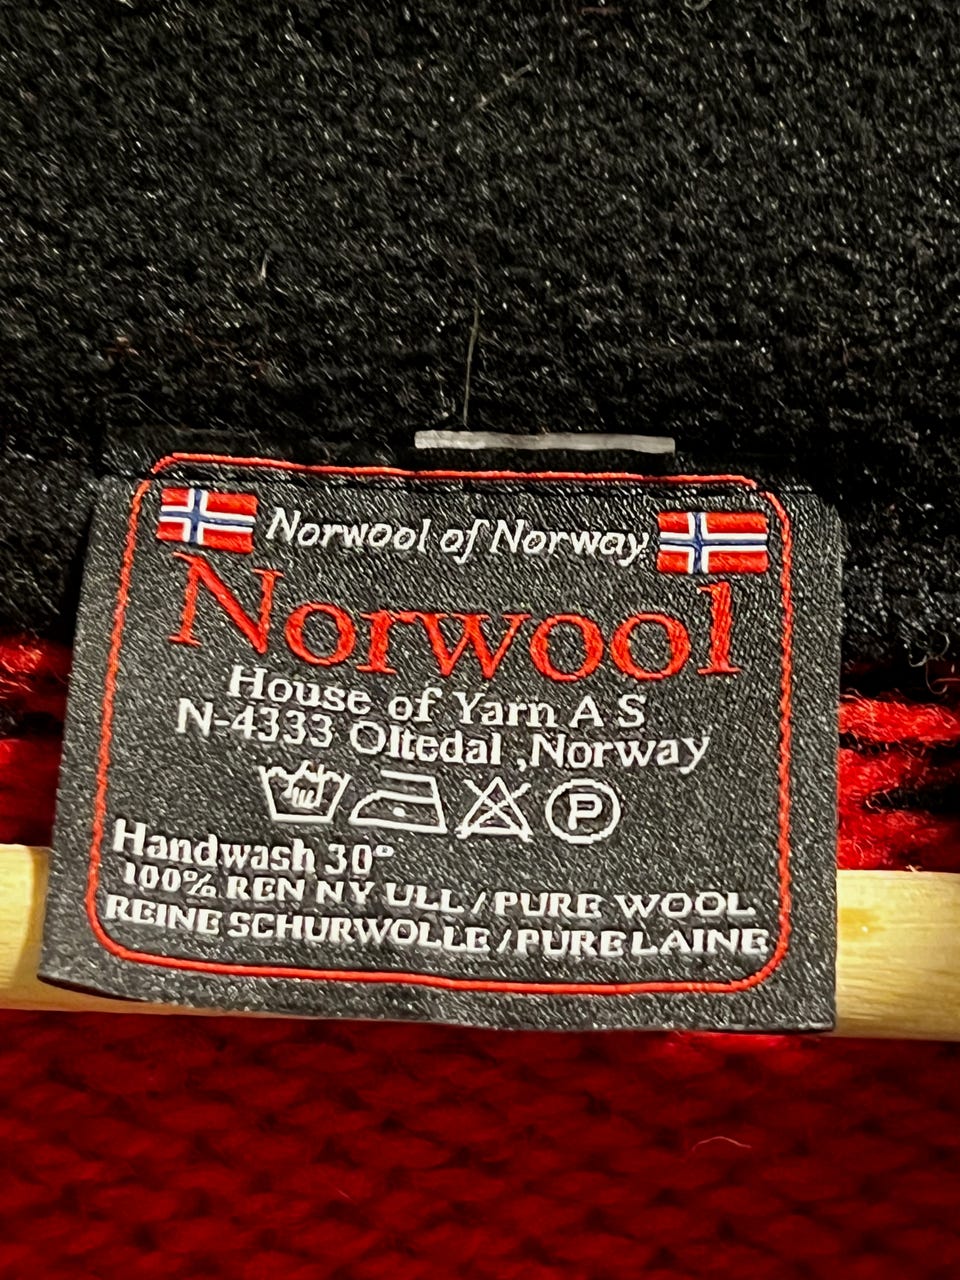 Norwool of Norway
Norwool
House of Yarn A S
N-4333 Oltedal ,Norway
P
Handwash 30°
100% REN NY ULL / PURE WOOL
REINE SCHURWOLLE / PURE LAINE